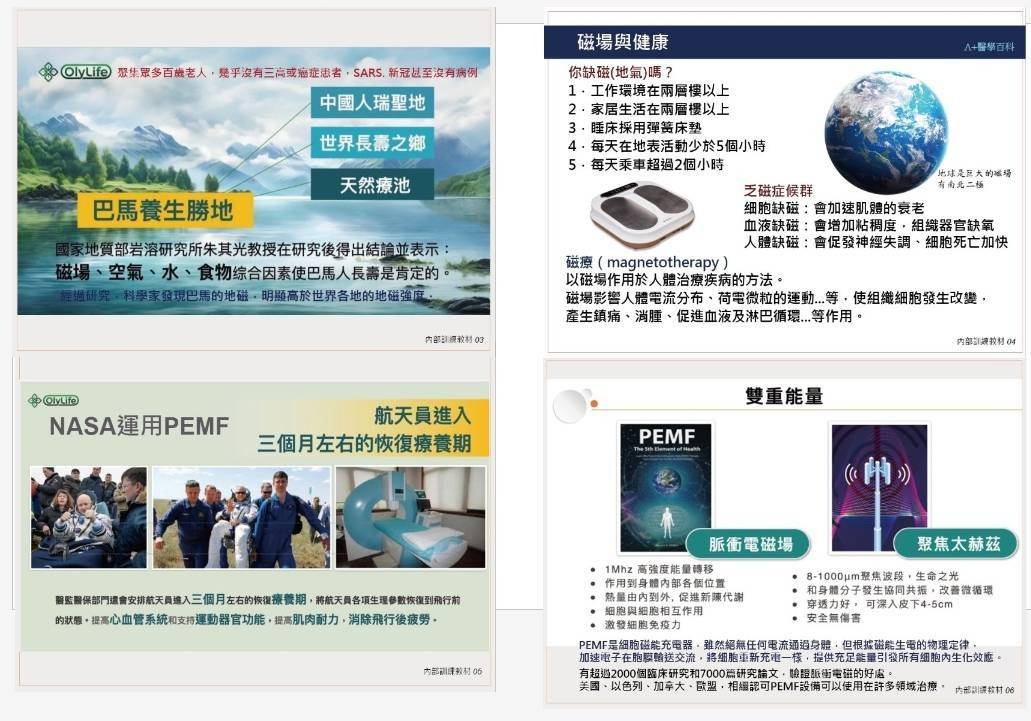 OlyLife
聚集眾多百歲老人，幾乎沒有三高或癌症患者，SARS. 新冠甚至沒有病例
中國人瑞聖地
世界長壽之鄉
天然療池
巴馬養生勝地
國家地質部岩溶研究所朱其光教授在研究後得出結論並表示：
磁場、空氣、水、食物综合因素使巴馬人長壽是肯定的。
經過研究，科學家發現巴馬的地磁，明顯高於世界各地的地磁強度．
內部訓練教材 03
磁場與健康
A+醫學百科
你缺磁(地氣)嗎？
1．工作環境在兩層樓以上
2．家居生活在兩層樓以上
3．睡床採用彈簧床墊
4．每天在地表活動少於5個小時
5．每天乘車超過2個小時
地球是巨大的磁場
有南北二極
乏磁症候群
細胞缺磁：會加速肌體的衰老
血液缺磁：會增加粘稠度，組織器官缺氧
人體缺磁：會促發神經失調、細胞死亡加快
磁療（magnetotherapy）
以磁場作用於人體治療疾病的方法。
磁場影響人體電流分布、荷電微粒的運動...等，使組織細胞發生改變，
產生鎮痛、消腫、促進血液及淋巴循環...等作用。
內部訓練教材 04
OlyLife
NASA運用PEMF
航天員進入
三個月左右的恢復療養期
醫監醫保部門還會安排航天員進入三個月左右的恢復療養期，將航天員各項生理參數恢復到飛行前
的狀態。提高心血管系統和支持運動器官功能，提高肌肉耐力，消除飛行後疲勞。
內部訓練教材 05
雙重能量
PEMF
The 5th Element of Health
脈衝電磁場
聚焦太赫茲
1Mhz 高強度能量轉移
作用到身體內部各個位置
熱量由內到外, 促進新陳代謝
細胞與細胞相互作用
激發細胞免疫力
8-1000μm聚焦波段，生命之光
和身體分子發生協同共振，改善微循環
穿透力好， 可深入皮下4-5cm
安全無傷害
PEMF是細胞磁能充電器，雖然絕無任何電流通過身體，但根據磁能生電的物理定律，
加速電子在胞膜輸送交流，將細胞重新充電一樣，提供充足能量引發所有細胞內生化效應。
有超過2000個臨床研究和7000篇研究論文，驗證脈衝電磁的好處。
美國、以色列、加拿大、歐盟，相繼認可PEMF設備可以使用在許多領域治療。
內部訓練教材 06